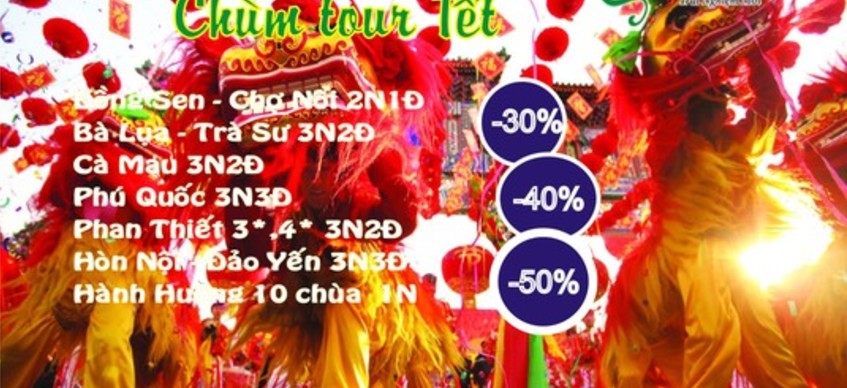 Chùm tour Tết
Đồng Sen - Chợ Nổi 2N1Đ
Bà Lụa - Trà Sư 3N2Đ
Cà Mau 3N2Đ
Phú Quốc 3N3Đ
Phan Thiết 3*.4* 3N2Đ
Hòn Nội - Đảo Yến 3N3Đ
Hành Hương 10 chùa 1N
-30%
-40%
-50%